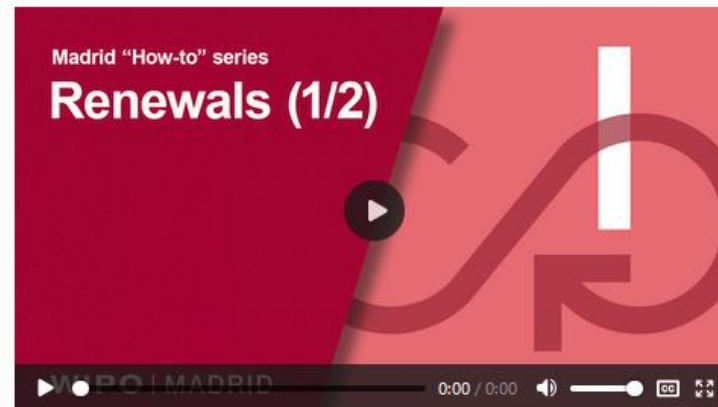 Madrid “How-to” series
Renewals (1/2)
WIPO | MADRID
0:00 / 0:00
CC